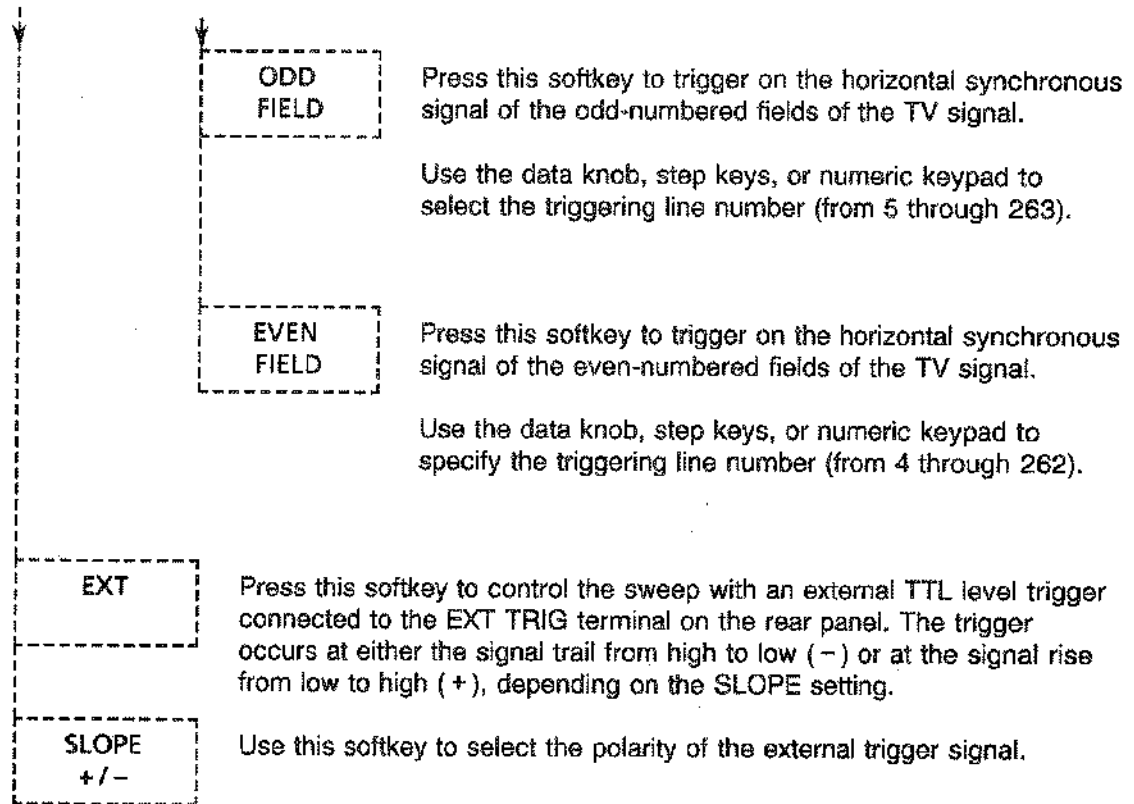 ODD
FIELD
Press this softkey to trigger on the horizontal synchronous
signal of the odd-numbered fields of the TV signal.
Use the data knob, step keys, or numeric keypad to
select the triggering line number (from 5 through 263).
EVEN
FIELD
Press this softkey to trigger on the horizontal synchronous
signal of the even-numbered fields of the TV signal.
Use the data knob, step keys, or numeric keypad to
specify the triggering line number (from 4 through 262).
EXT
Press this softkey to control the sweep with an external TTL level trigger
connected to the EXT TRIG terminal on the rear panel. The trigger
occurs at either the signal trail from high to low (-) or at the signal rise
from low to high (+), depending on the SLOPE setting.
SLOPE
+/-
Use this softkey to select the polarity of the external trigger signal.